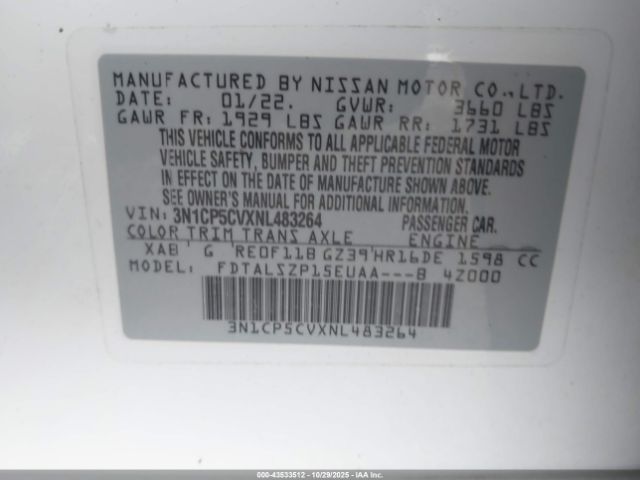 MANUFACTURED BY NISSAN MOTOR CO.,LTD.
DATE: 01/22. GVWR: 3660 LBS
GAWR FR: 1929 LBS GAWR RR: 1731 LBS
THIS VEHICLE CONFORMS TO ALL APPLICABLE FEDERAL MOTOR
VEHICLE SAFETY, BUMPER AND THEFT PREVENTION STANDARDS
IN EFFECT ON THE DATE OF MANUFACTURE SHOWN ABOVE.
SEE OWNER'S MANUAL FOR ADDITIONAL INFORMATION.
VIN: 3N1CP5CVXNL483264 PASSENGER CAR.
COLOR TRIM TRANS AXLE ENGINE
XAB G RE0F11B GZ39 HR16DE 1598 CC
MODEL: FDTALSZP15EUAA---B 4Z000
3N1CP5CVXNL483264
000-43533512 | 10/29/2025 | IAA Inc.